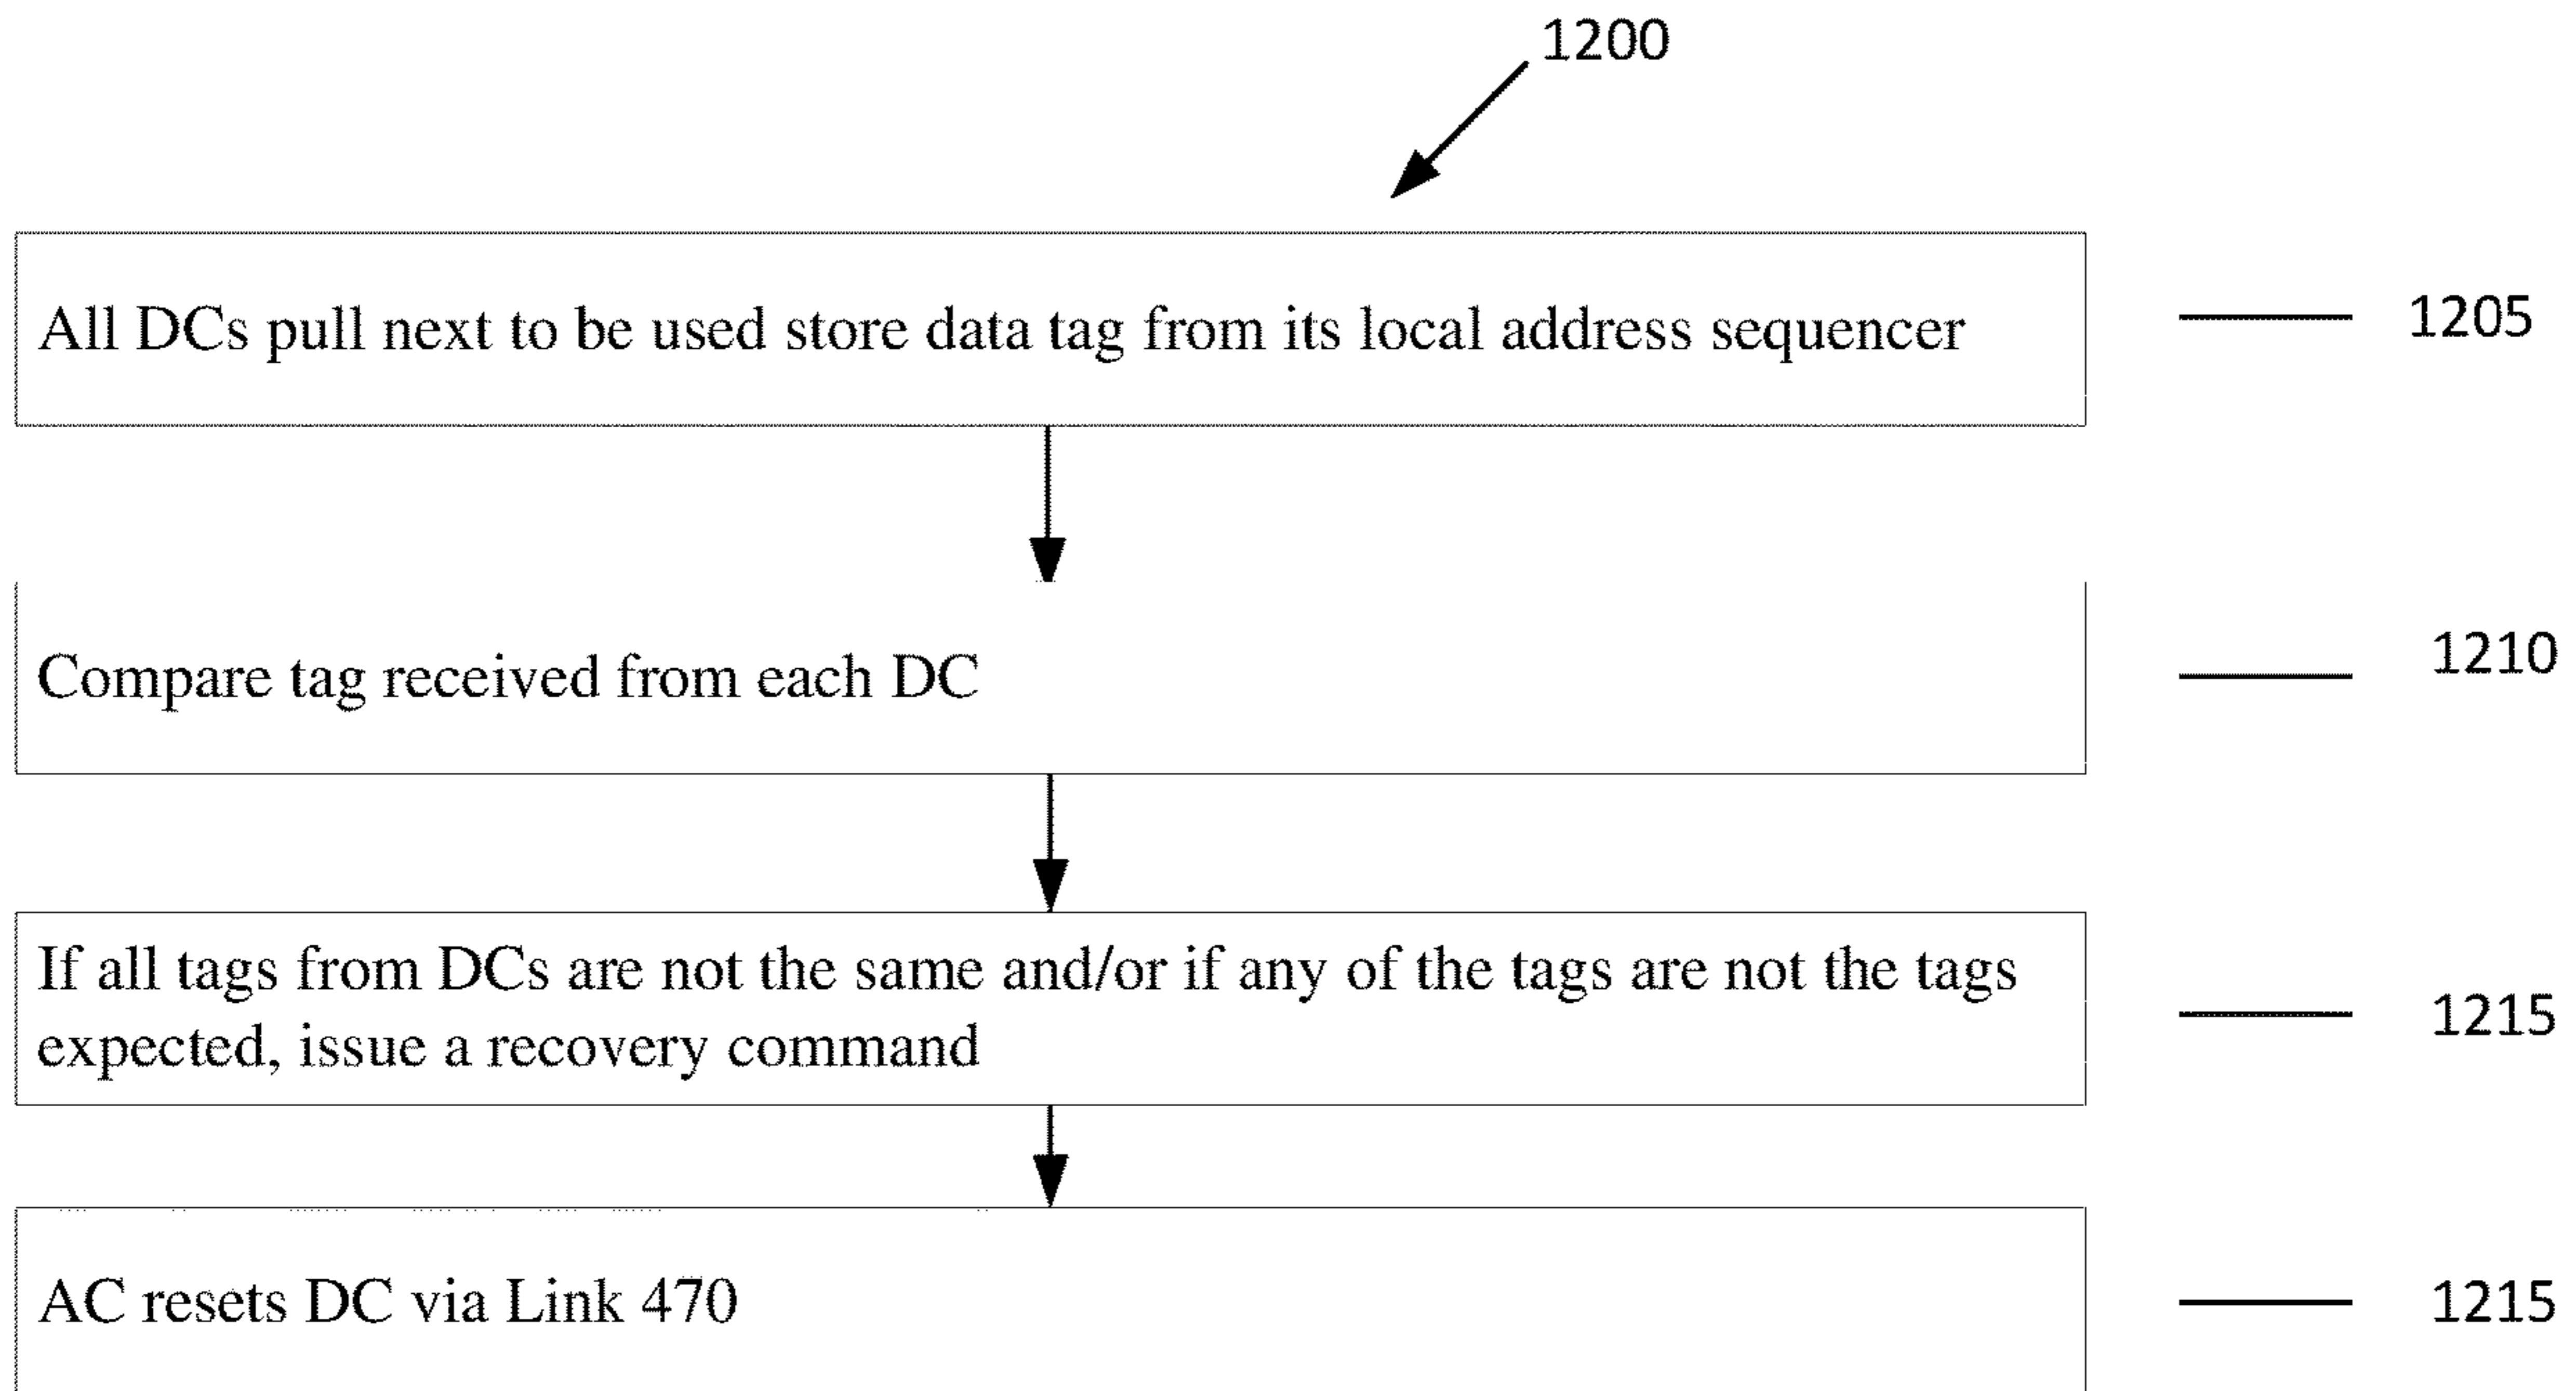 1200
All DCs pull next to be used store data tag from its local address sequencer
1205
Compare tag received from each DC
1210
If all tags from DCs are not the same and/or if any of the tags are not the tags
expected, issue a recovery command
1215
AC resets DC via Link 470
1215